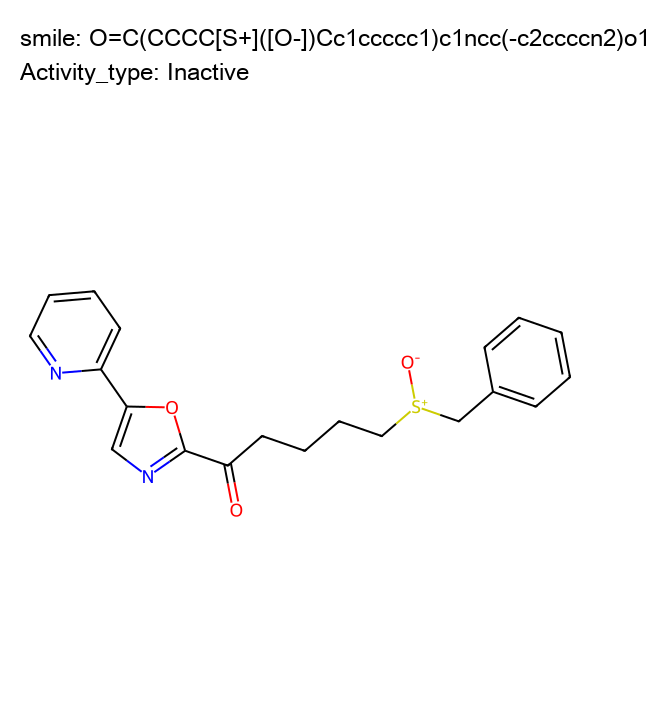 smile: O=C(CCCC[S+]([O-])Cc1ccccc1)c1ncc(-c2ccccn2)o1
Activity_type: Inactive
O-
S+
N
O
N
O